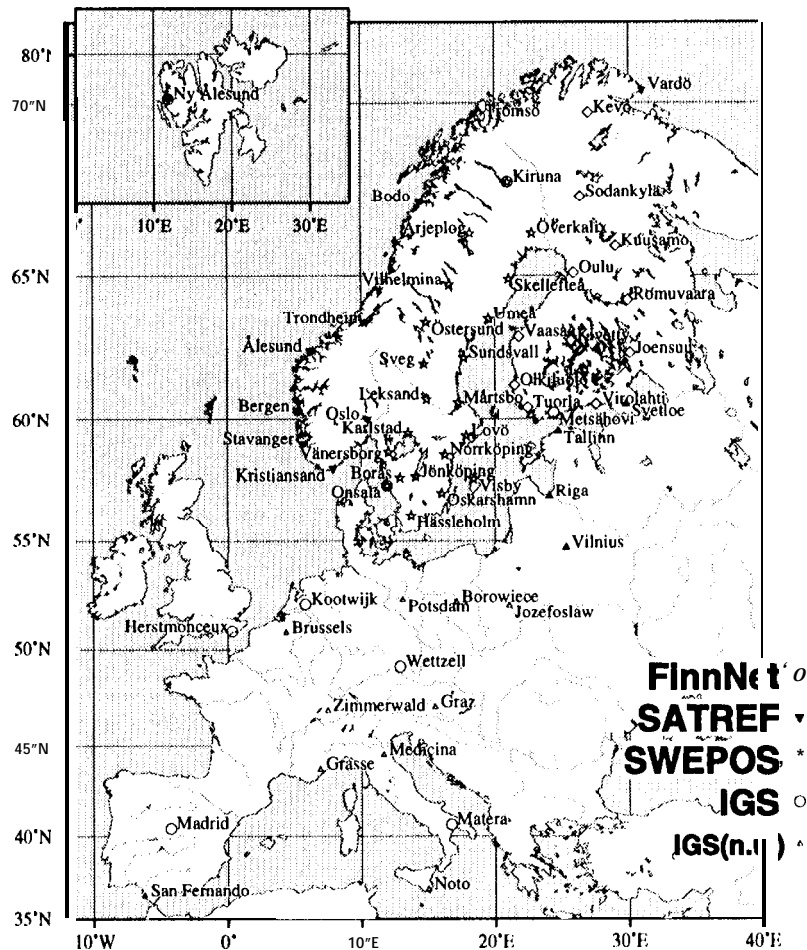 80°N
70°N
Ny Ålesund
10°E 20°E 30°E
Vardö
Tromsö
Kevo
Kiruna
Bodo
Sodankylä
Arjeplog
Överkalix
Kuusamo
65°N
Oulu
Vilhelmina
Skellefteå
Romuvaara
Trondheim
Umeå
Östersund
Vaasa
Ålesund
Sveg
Sundsvall
Joensuu
Leksand
Mårtsbo
Olkiluoto
Bergen
Oslo
Tuorla
Virolahti
60°N
Karlstad
Lovö
Metsähovi
Svetloe
Stavanger
Vänersborg
Norrköping
Tallinn
Kristiansand
Borås
Jönköping
Visby
Riga
Onsala
Oskarshamn
Hässleholm
55°N
Vilnius
Kootwijk
Potsdam
Borowiece
Jozefoslaw
Herstmonceux
Brussels
50°N
Wettzell
FinnNet
Zimmerwald
Graz
SATREF
45°N
Medicina
SWEPOS
Grasse
IGS
Madrid
Matera
40°N
IGS(n.u )
San Fernando
Noto
35°N
10°W 0° 10°E 20°E 30°E 40°E